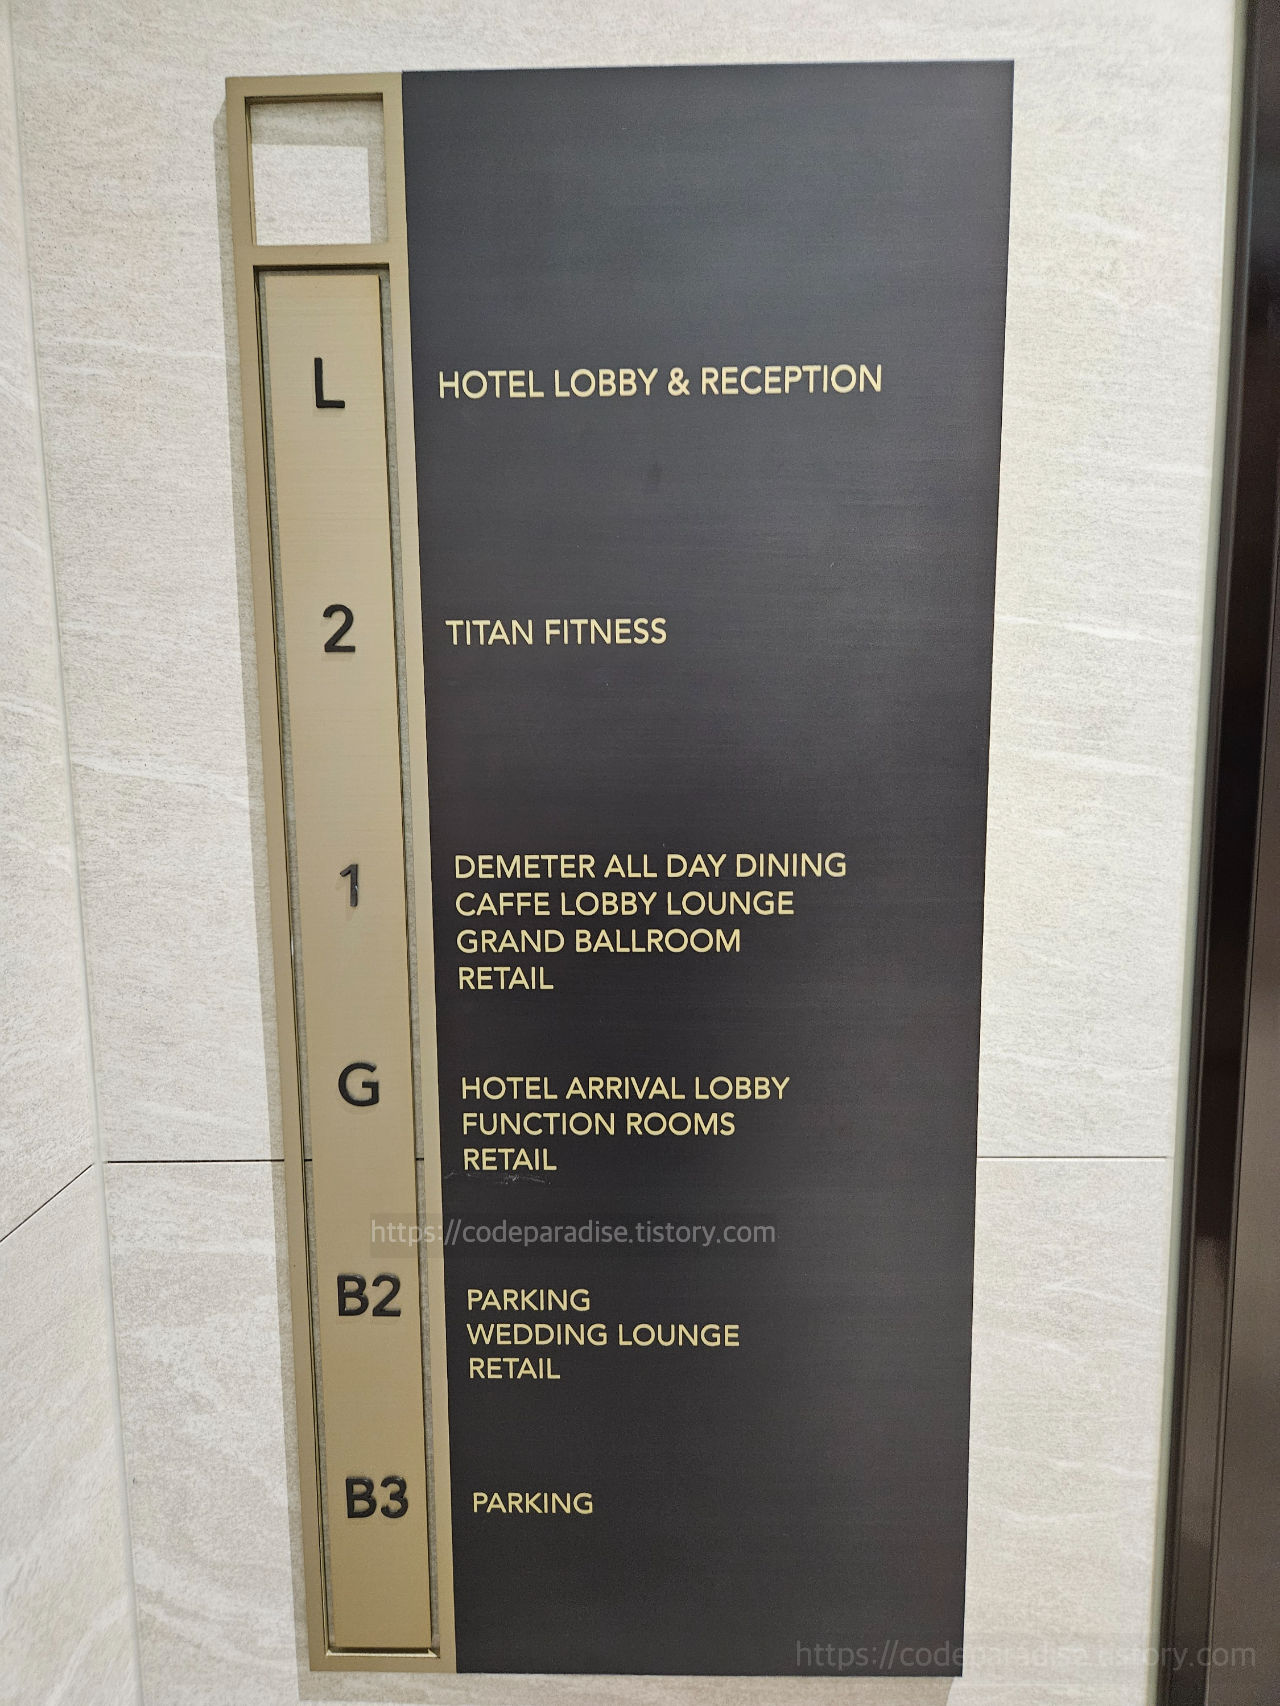 L HOTEL LOBBY & RECEPTION
2 TITAN FITNESS
1 DEMETER ALL DAY DINING
CAFFE LOBBY LOUNGE
GRAND BALLROOM
RETAIL
G HOTEL ARRIVAL LOBBY
FUNCTION ROOMS
RETAIL
https://codeparadise.tistory.com
B2 PARKING
WEDDING LOUNGE
RETAIL
B3 PARKING
https://codeparadise.tistory.com